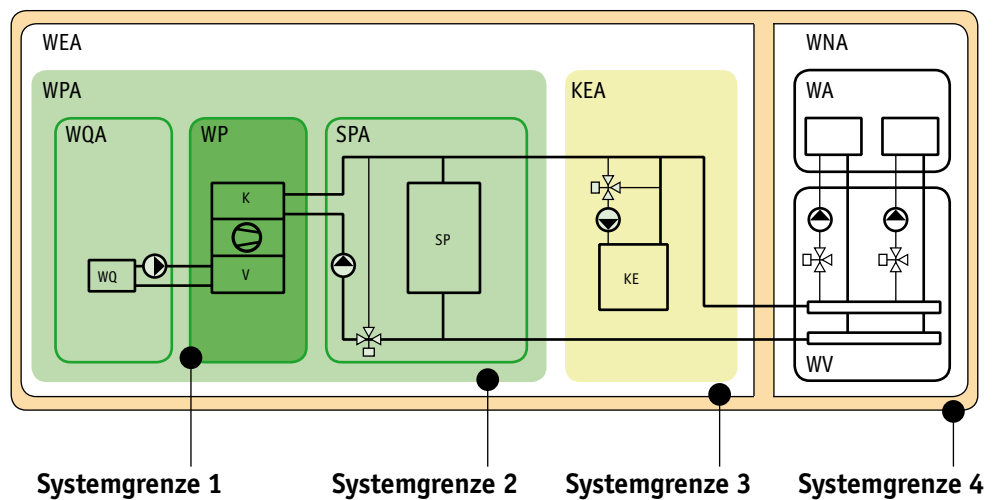 WEA
WNA
WPA
KEA
WA
WQA
WP
SPA
K
SP
WQ
V
KE
WV
Systemgrenze 1
Systemgrenze 2
Systemgrenze 3
Systemgrenze 4